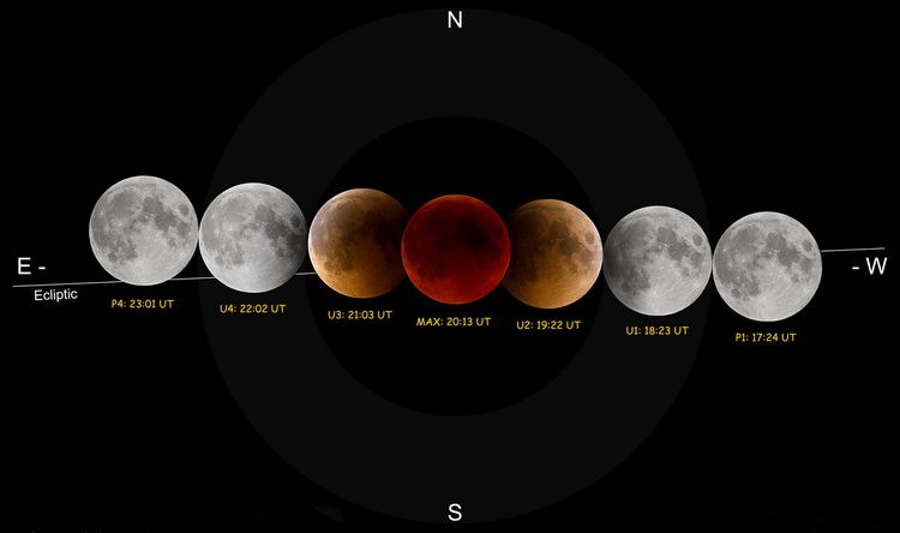 N
E -
- W
Ecliptic
P4: 23:01 UT
U4: 22:02 UT
U3: 21:03 UT
MAX: 20:13 UT
U2: 19:22 UT
U1: 18:23 UT
P1: 17:24 UT
S